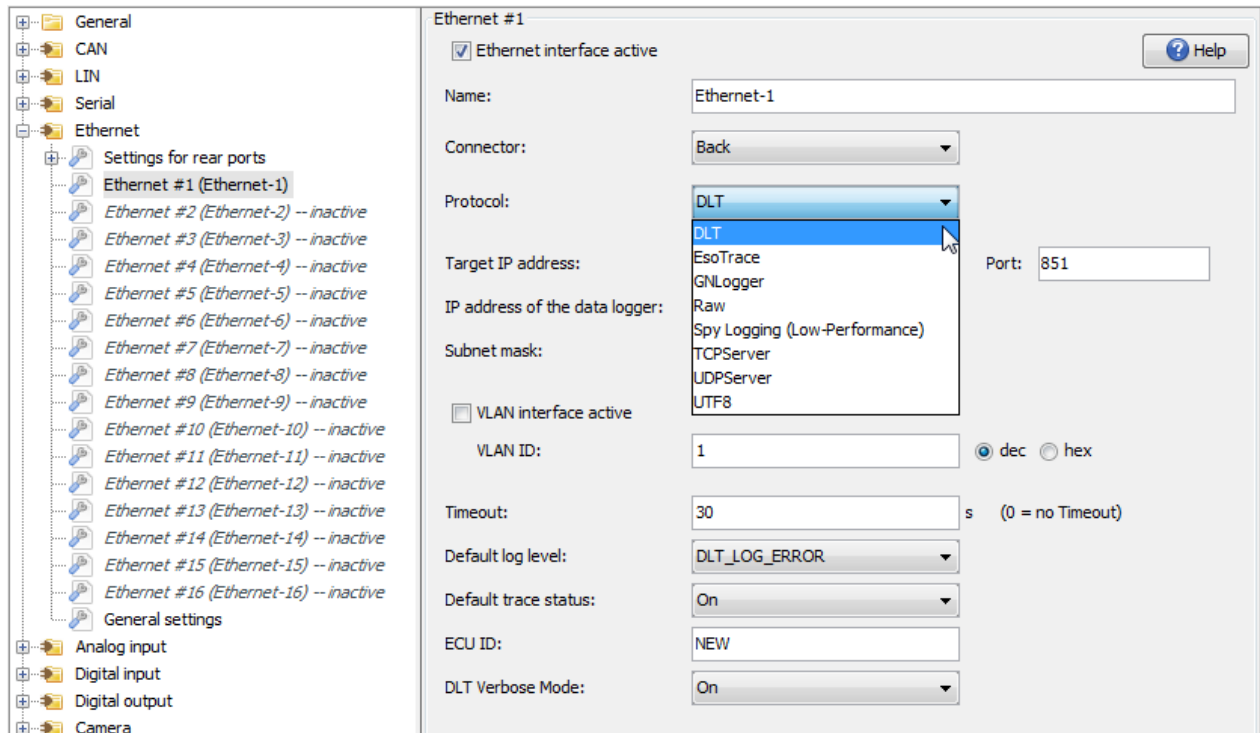 General
CAN
LIN
Serial
Ethernet
Settings for rear ports
Ethernet #1 (Ethernet-1)
Ethernet #2 (Ethernet-2) -- inactive
Ethernet #3 (Ethernet-3) -- inactive
Ethernet #4 (Ethernet-4) -- inactive
Ethernet #5 (Ethernet-5) -- inactive
Ethernet #6 (Ethernet-6) -- inactive
Ethernet #7 (Ethernet-7) -- inactive
Ethernet #8 (Ethernet-8) -- inactive
Ethernet #9 (Ethernet-9) -- inactive
Ethernet #10 (Ethernet-10) -- inactive
Ethernet #11 (Ethernet-11) -- inactive
Ethernet #12 (Ethernet-12) -- inactive
Ethernet #13 (Ethernet-13) -- inactive
Ethernet #14 (Ethernet-14) -- inactive
Ethernet #15 (Ethernet-15) -- inactive
Ethernet #16 (Ethernet-16) -- inactive
General settings
Analog input
Digital input
Digital output
Camera
Ethernet #1
Ethernet interface active
Help
Name: Ethernet-1
Connector: Back
Protocol: DLT
DLT
EsoTrace
GNLogger
Raw
Spy Logging (Low-Performance)
TCPServer
UDPServer
UTF8
Target IP address: Port: 851
IP address of the data logger:
Subnet mask:
VLAN interface active
VLAN ID: 1 dec hex
Timeout: 30 s (0 = no Timeout)
Default log level: DLT_LOG_ERROR
Default trace status: On
ECU ID: NEW
DLT Verbose Mode: On